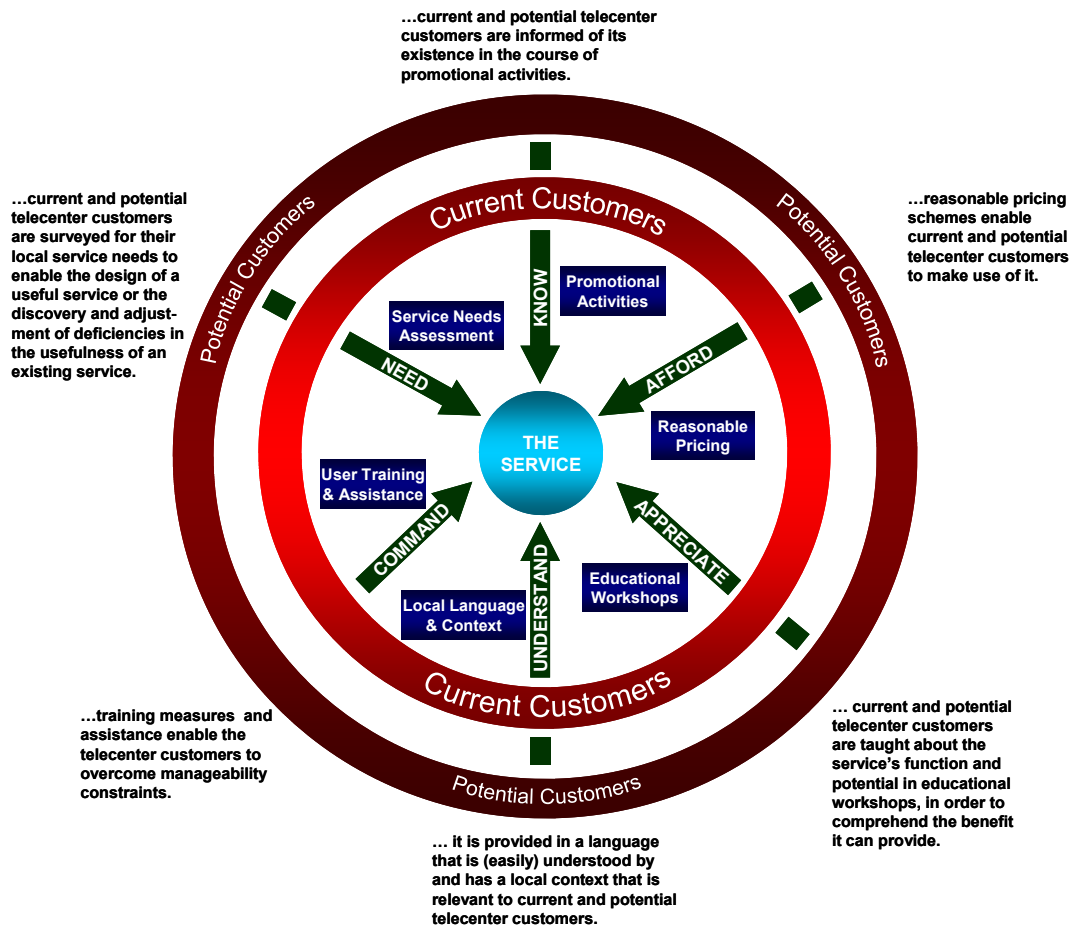 …current and potential telecenter
customers are informed of its
existence in the course of
promotional activities.
…current and potential
telecenter customers
are surveyed for their
local service needs to
enable the design of a
useful service or the
discovery and adjust-
ment of deficiencies in
the usefulness of an
existing service.
…reasonable pricing
schemes enable
current and potential
telecenter customers
to make use of it.
Potential Customers
Current Customers
Potential Customers
KNOW
Promotional
Activities
Service Needs
Assessment
NEED
AFFORD
Reasonable
Pricing
THE
SERVICE
User Training
& Assistance
COMMAND
APPRECIATE
Educational
Workshops
UNDERSTAND
Local Language
& Context
Current Customers
Potential Customers
…training measures  and
assistance enable the
telecenter customers to
overcome manageability
constraints.
… current and potential
telecenter customers
are taught about the
service’s function and
potential in educational
workshops, in order to
comprehend the benefit
it can provide.
… it is provided in a language
that is (easily) understood by
and has a local context that is
relevant to current and potential
telecenter customers.